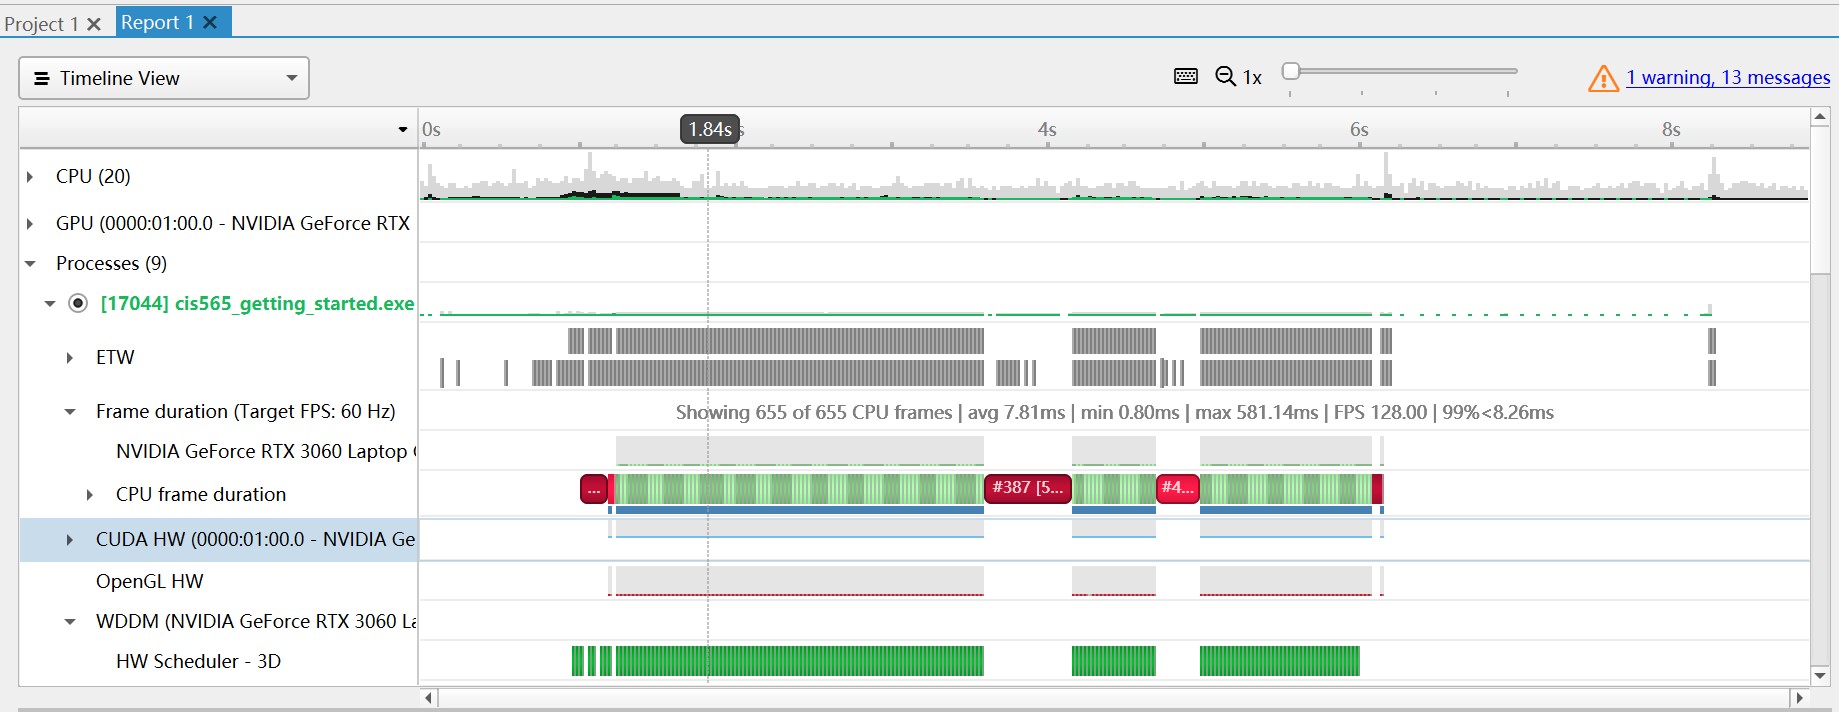 Project 1
Report 1
Timeline View
1x
1 warning, 13 messages
0s 1.84s s 4s 6s 8s
CPU (20)
GPU (0000:01:00.0 - NVIDIA GeForce RTX
Processes (9)
[17044] cis565_getting_started.exe
ETW
Frame duration (Target FPS: 60 Hz)
Showing 655 of 655 CPU frames | avg 7.81ms | min 0.80ms | max 581.14ms | FPS 128.00 | 99%<8.26ms
NVIDIA GeForce RTX 3060 Laptop
CPU frame duration
... #387 [5... #4...
CUDA HW (0000:01:00.0 - NVIDIA Ge
OpenGL HW
WDDM (NVIDIA GeForce RTX 3060 La
HW Scheduler - 3D